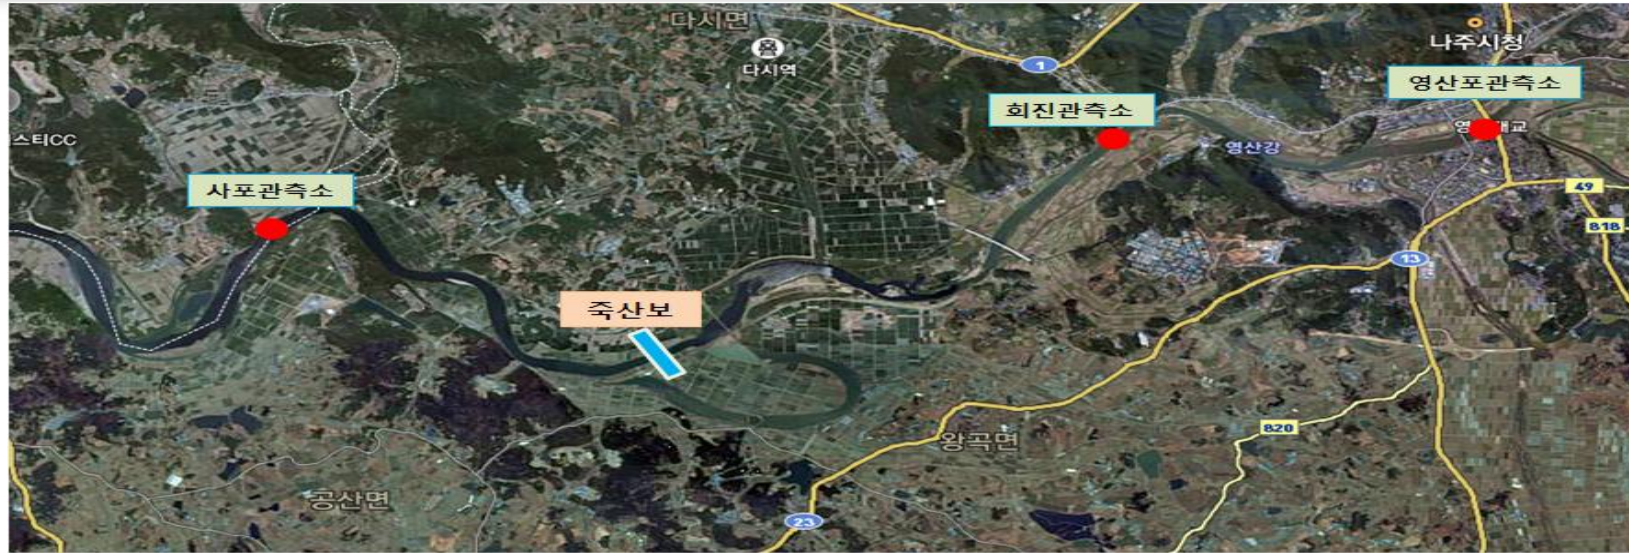 다시면
나주시청
1
다시역
영산포관측소
회진관측소
스티CC
영산강
사포관측소
49
818
13
죽산보
820
왕곡면
공산면
23